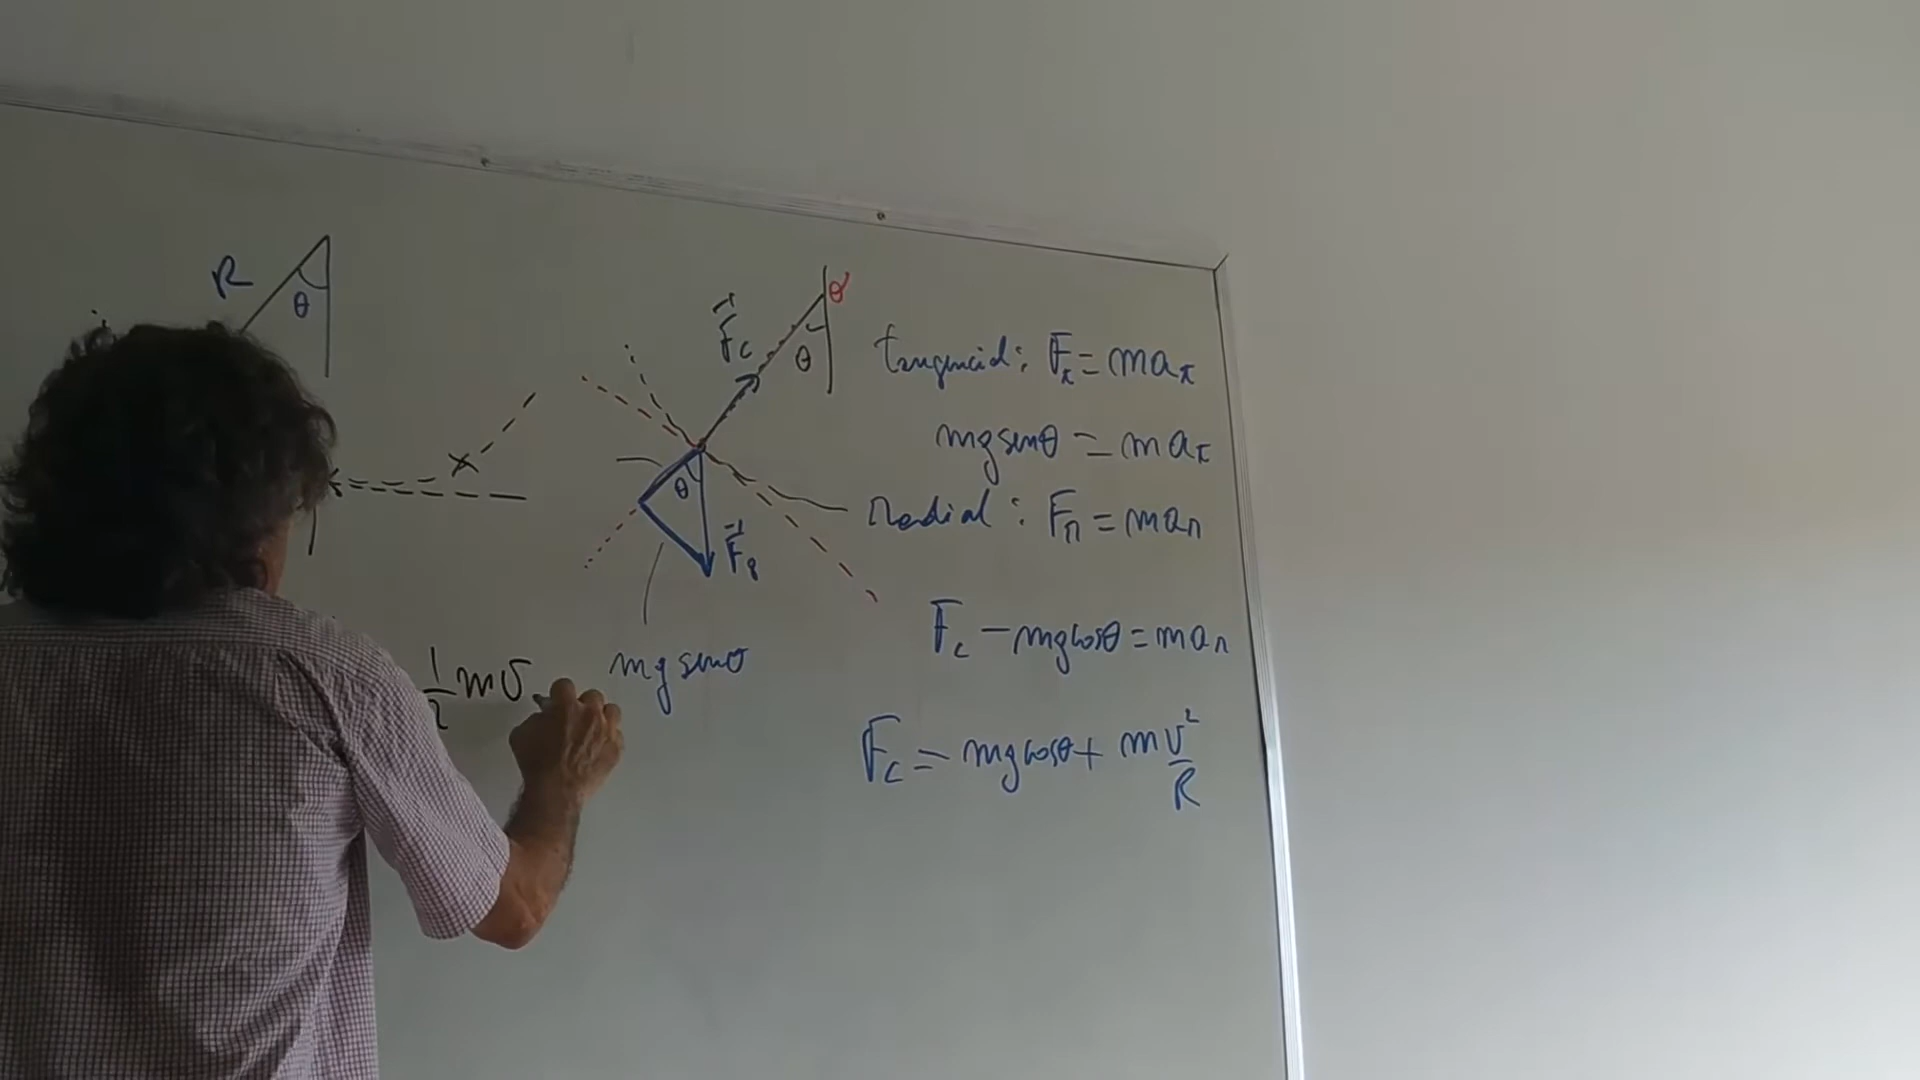 R
θ
F⃗c
θ
θ'
θ
F⃗g
mg senθ
½mv
tangencial: Fτ = maτ
mg senθ = maτ
Radial: Fn = man
Fc − mg cosθ = man
Fc = mg cosθ + m v²/R